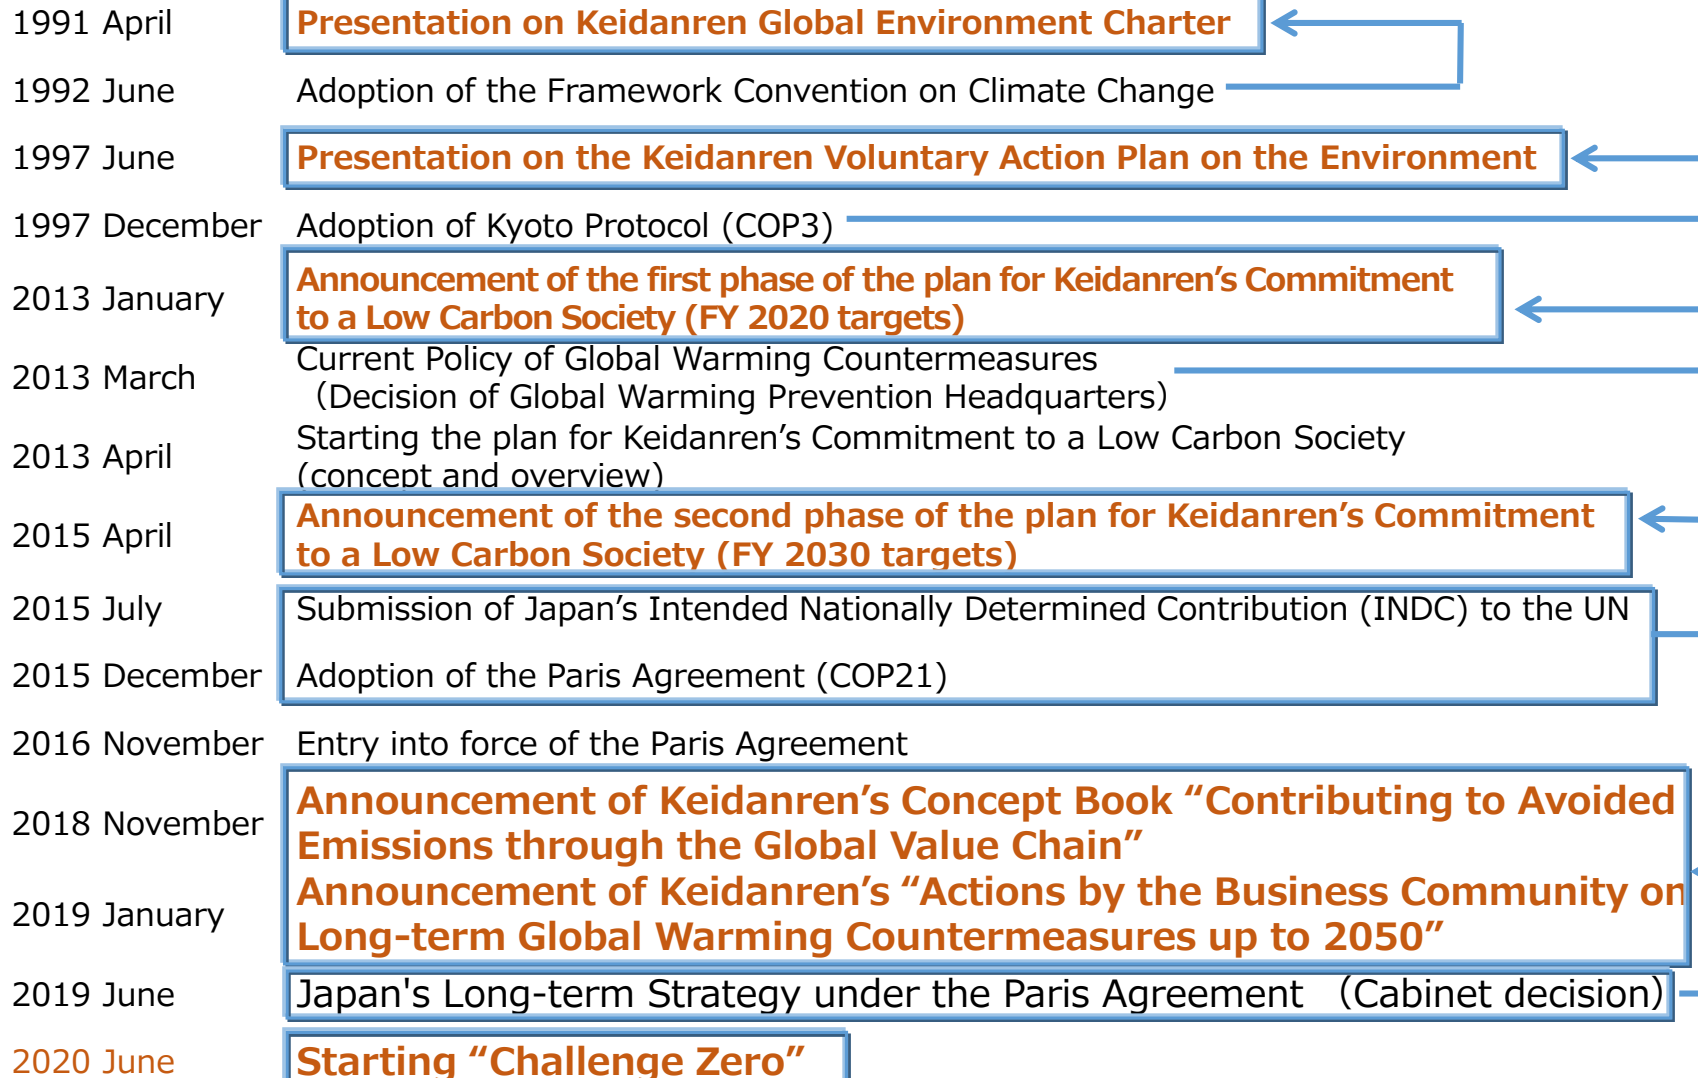 1991 April Presentation on Keidanren Global Environment Charter
1992 June Adoption of the Framework Convention on Climate Change
1997 June Presentation on the Keidanren Voluntary Action Plan on the Environment
1997 December Adoption of Kyoto Protocol (COP3)
2013 January Announcement of the first phase of the plan for Keidanren’s Commitment
to a Low Carbon Society (FY 2020 targets)
2013 March Current Policy of Global Warming Countermeasures
（Decision of Global Warming Prevention Headquarters）
2013 April Starting the plan for Keidanren’s Commitment to a Low Carbon Society
(concept and overview)
2015 April Announcement of the second phase of the plan for Keidanren’s Commitment
to a Low Carbon Society (FY 2030 targets)
2015 July Submission of Japan’s Intended Nationally Determined Contribution (INDC) to the UN
2015 December Adoption of the Paris Agreement (COP21)
2016 November Entry into force of the Paris Agreement
2018 November Announcement of Keidanren’s Concept Book “Contributing to Avoided
Emissions through the Global Value Chain”
2019 January Announcement of Keidanren’s “Actions by the Business Community on
Long-term Global Warming Countermeasures up to 2050”
2019 June Japan's Long-term Strategy under the Paris Agreement （Cabinet decision）
2020 June Starting “Challenge Zero”